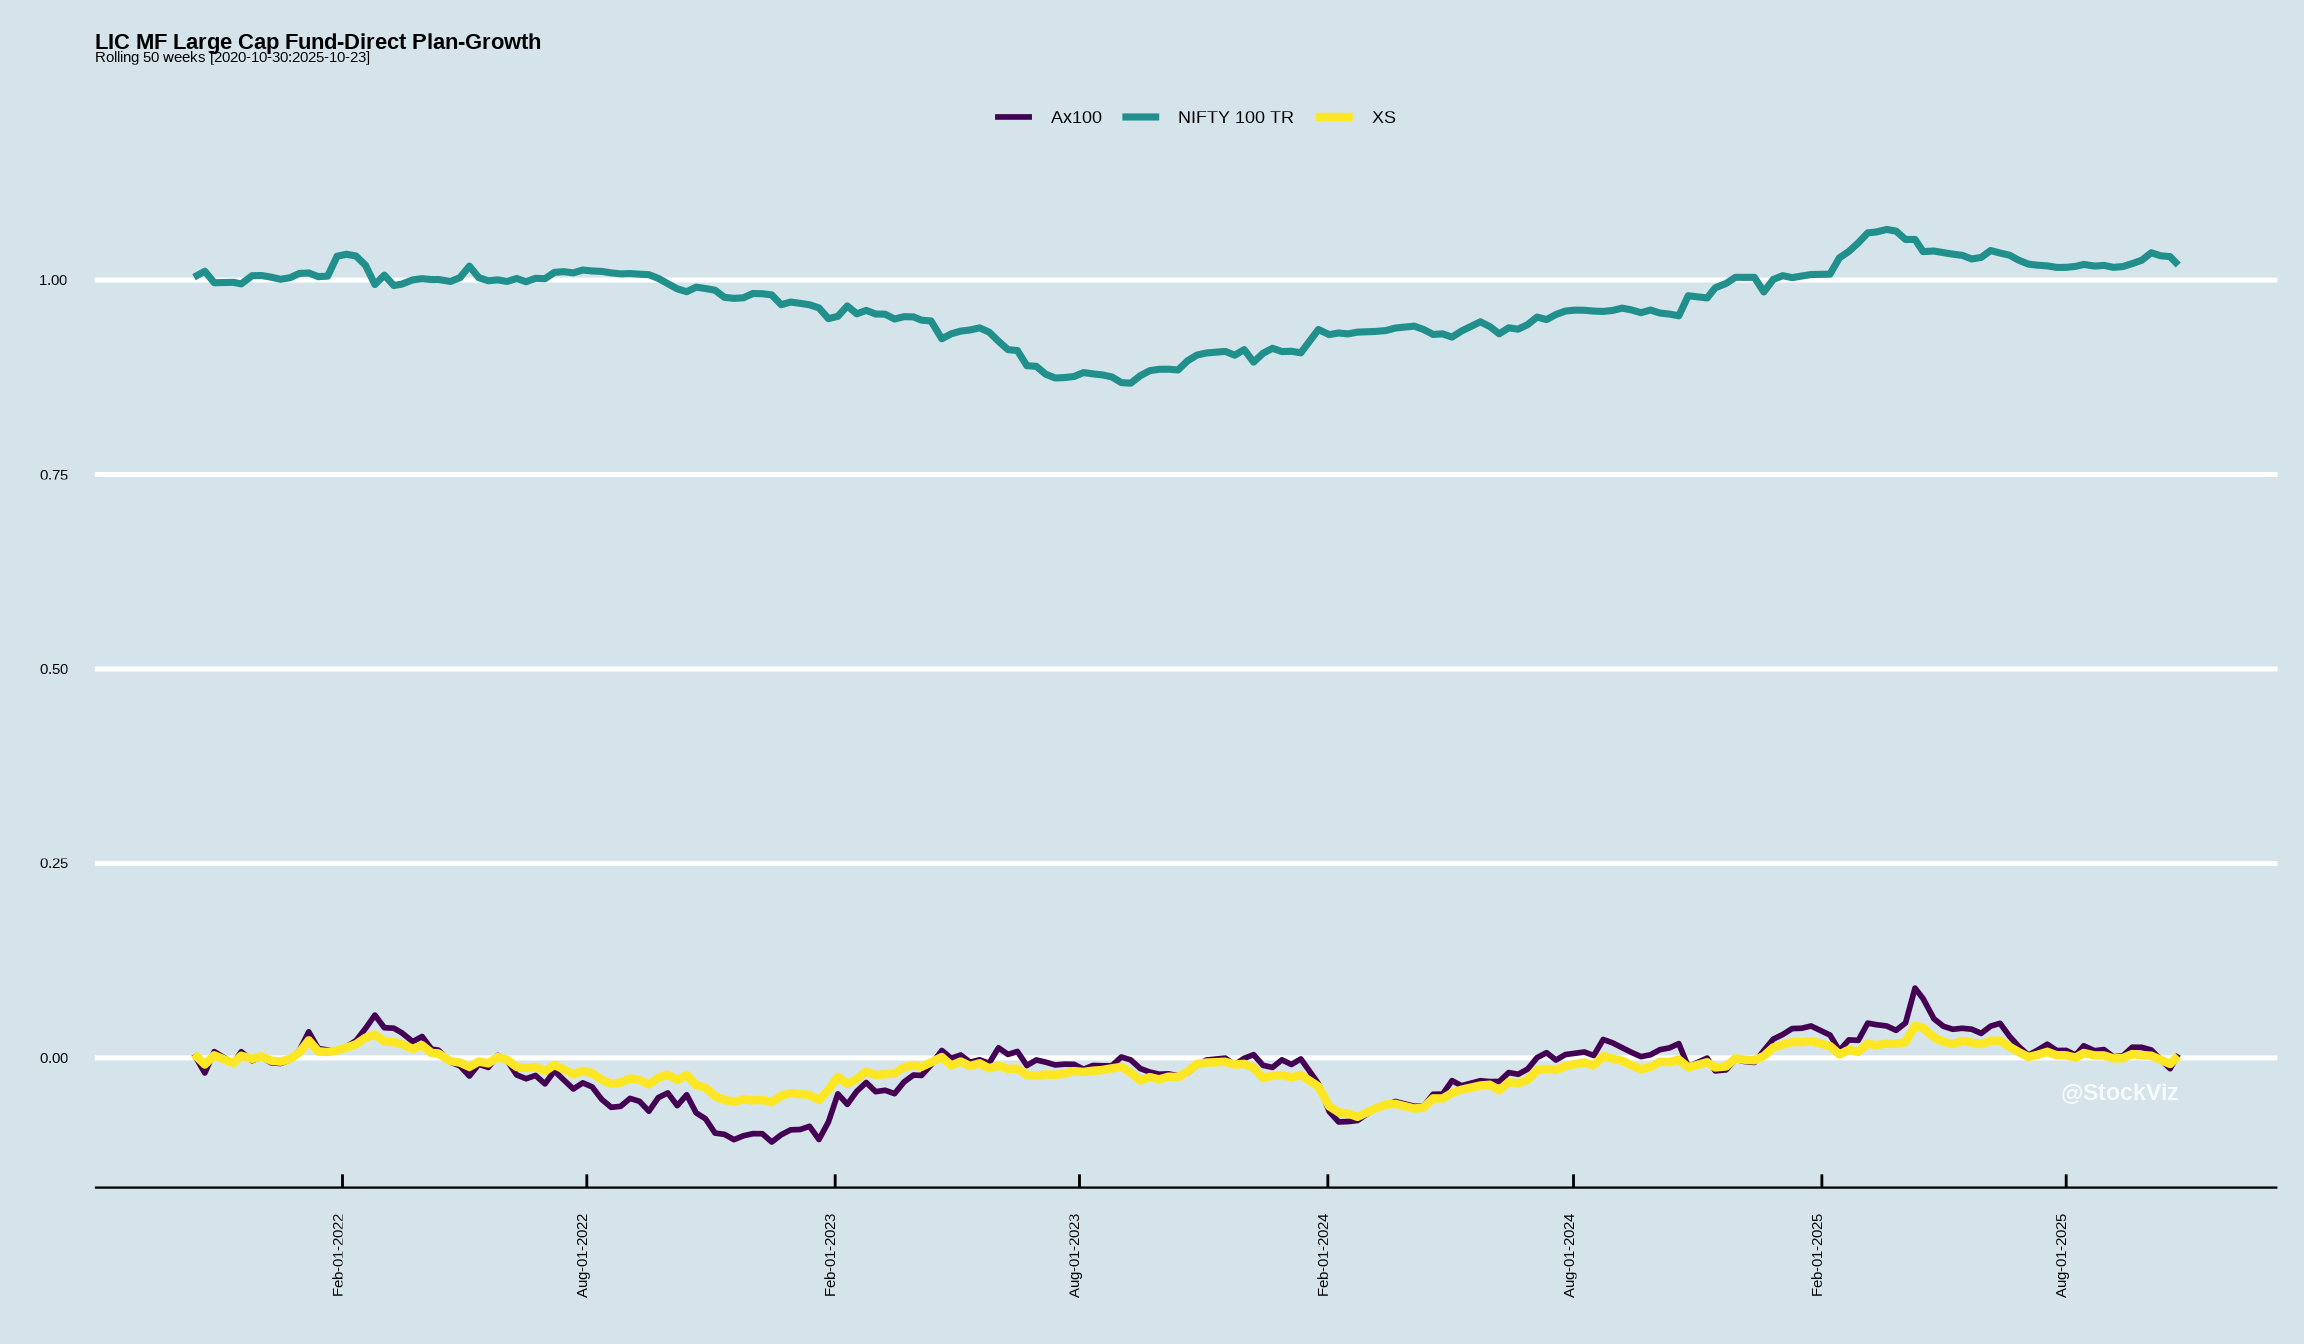 LIC MF Large Cap Fund-Direct Plan-Growth
Rolling 50 weeks [2020-10-30:2025-10-23]
Ax100 NIFTY 100 TR XS
1.00
0.75
0.50
0.25
0.00
@StockViz
Feb-01-2022
Aug-01-2022
Feb-01-2023
Aug-01-2023
Feb-01-2024
Aug-01-2024
Feb-01-2025
Aug-01-2025